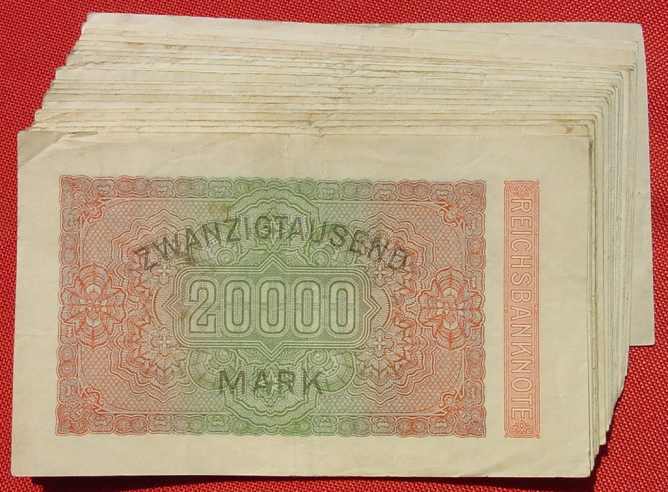 ZWANZIGTAUSEND
20000
MARK
REICHSBANKNOTE